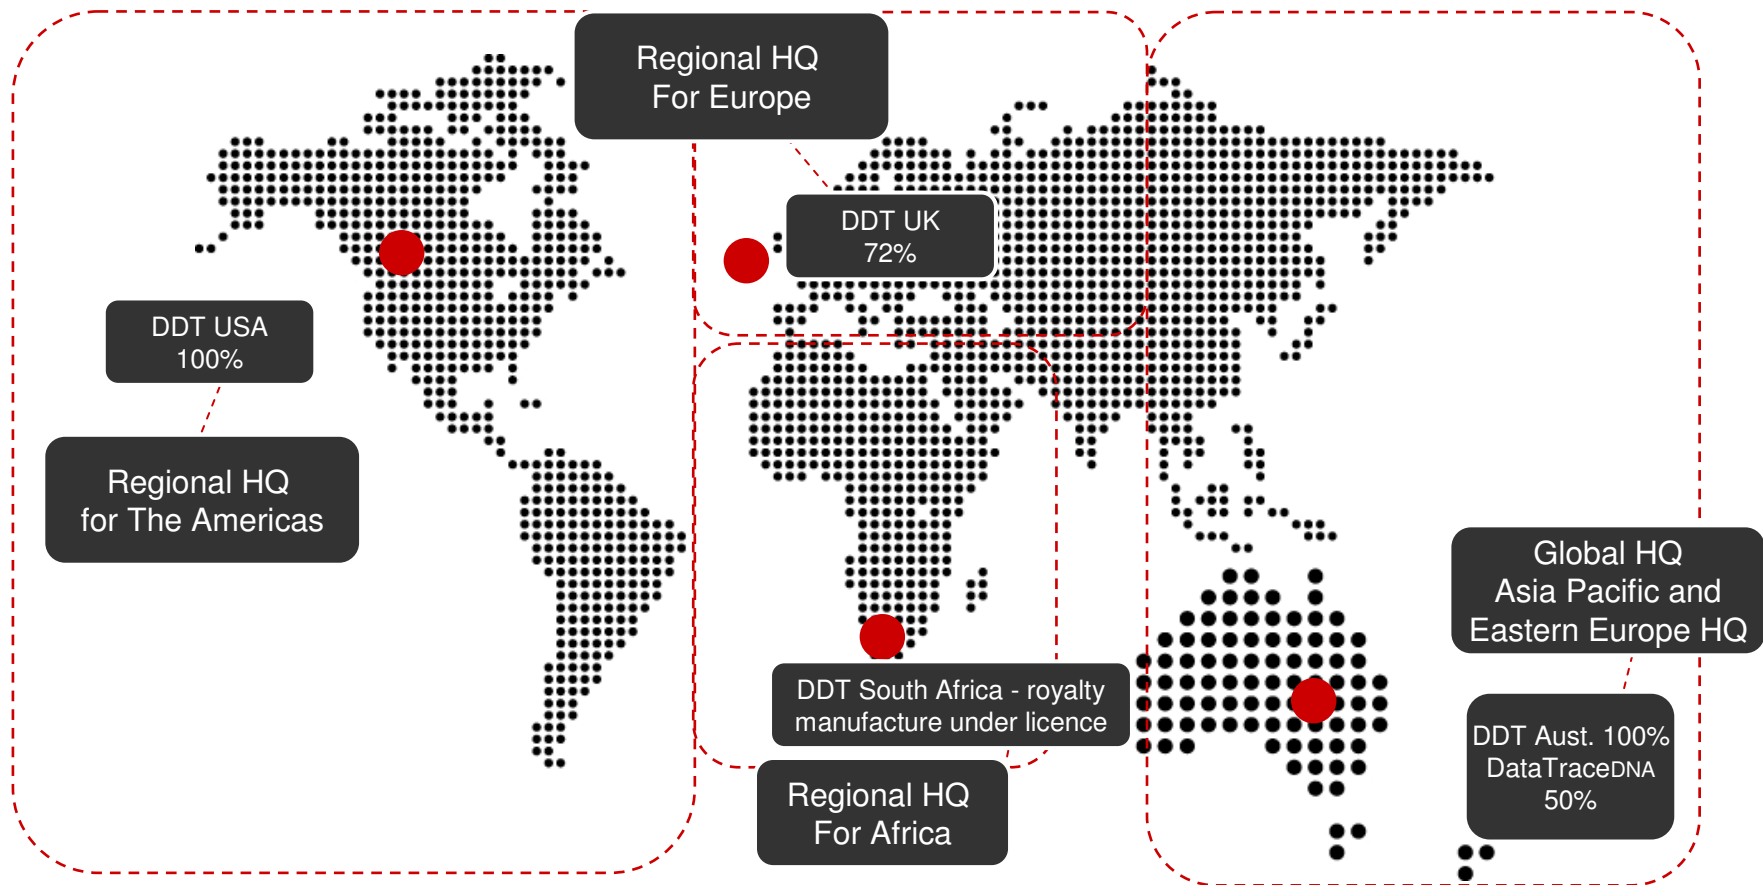 Regional HQ
For Europe
DDT UK
72%
DDT USA
100%
Regional HQ
for The Americas
DDT South Africa - royalty
manufacture under licence
Regional HQ
For Africa
Global HQ
Asia Pacific and
Eastern Europe HQ
DDT Aust. 100%
DataTraceDNA
50%